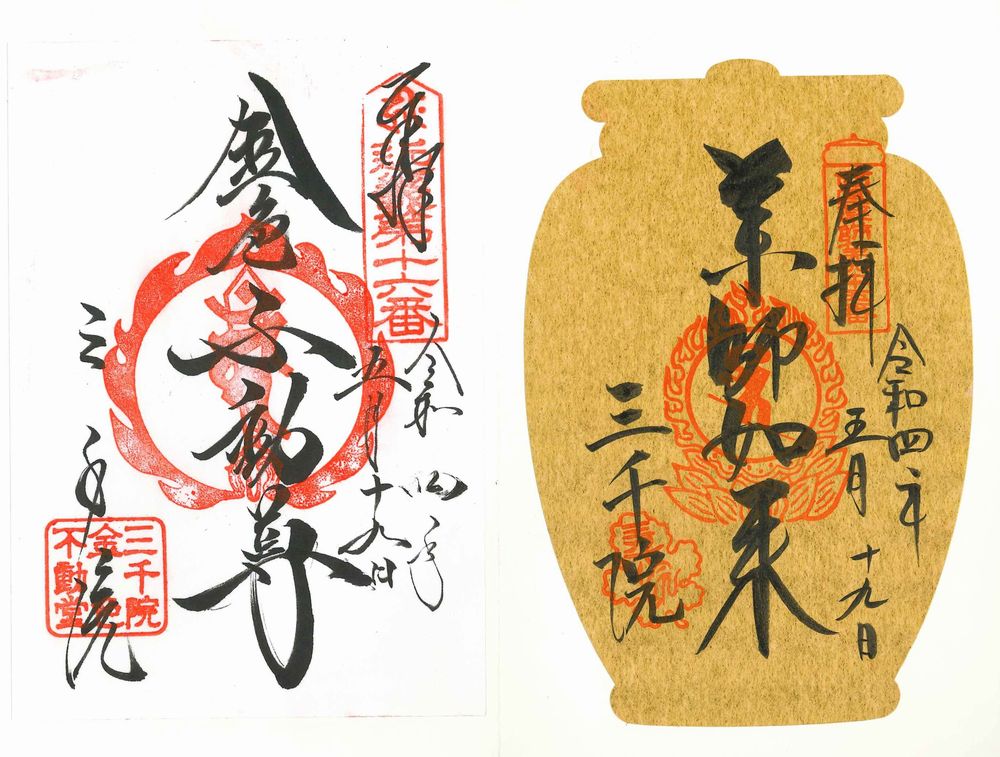 奉拝
第十六番
令和四年
五月十九日
金色不動尊
三千院
三千院
金色
不動堂
奉拝
令和四年
五月十九日
薬師如来
三千院